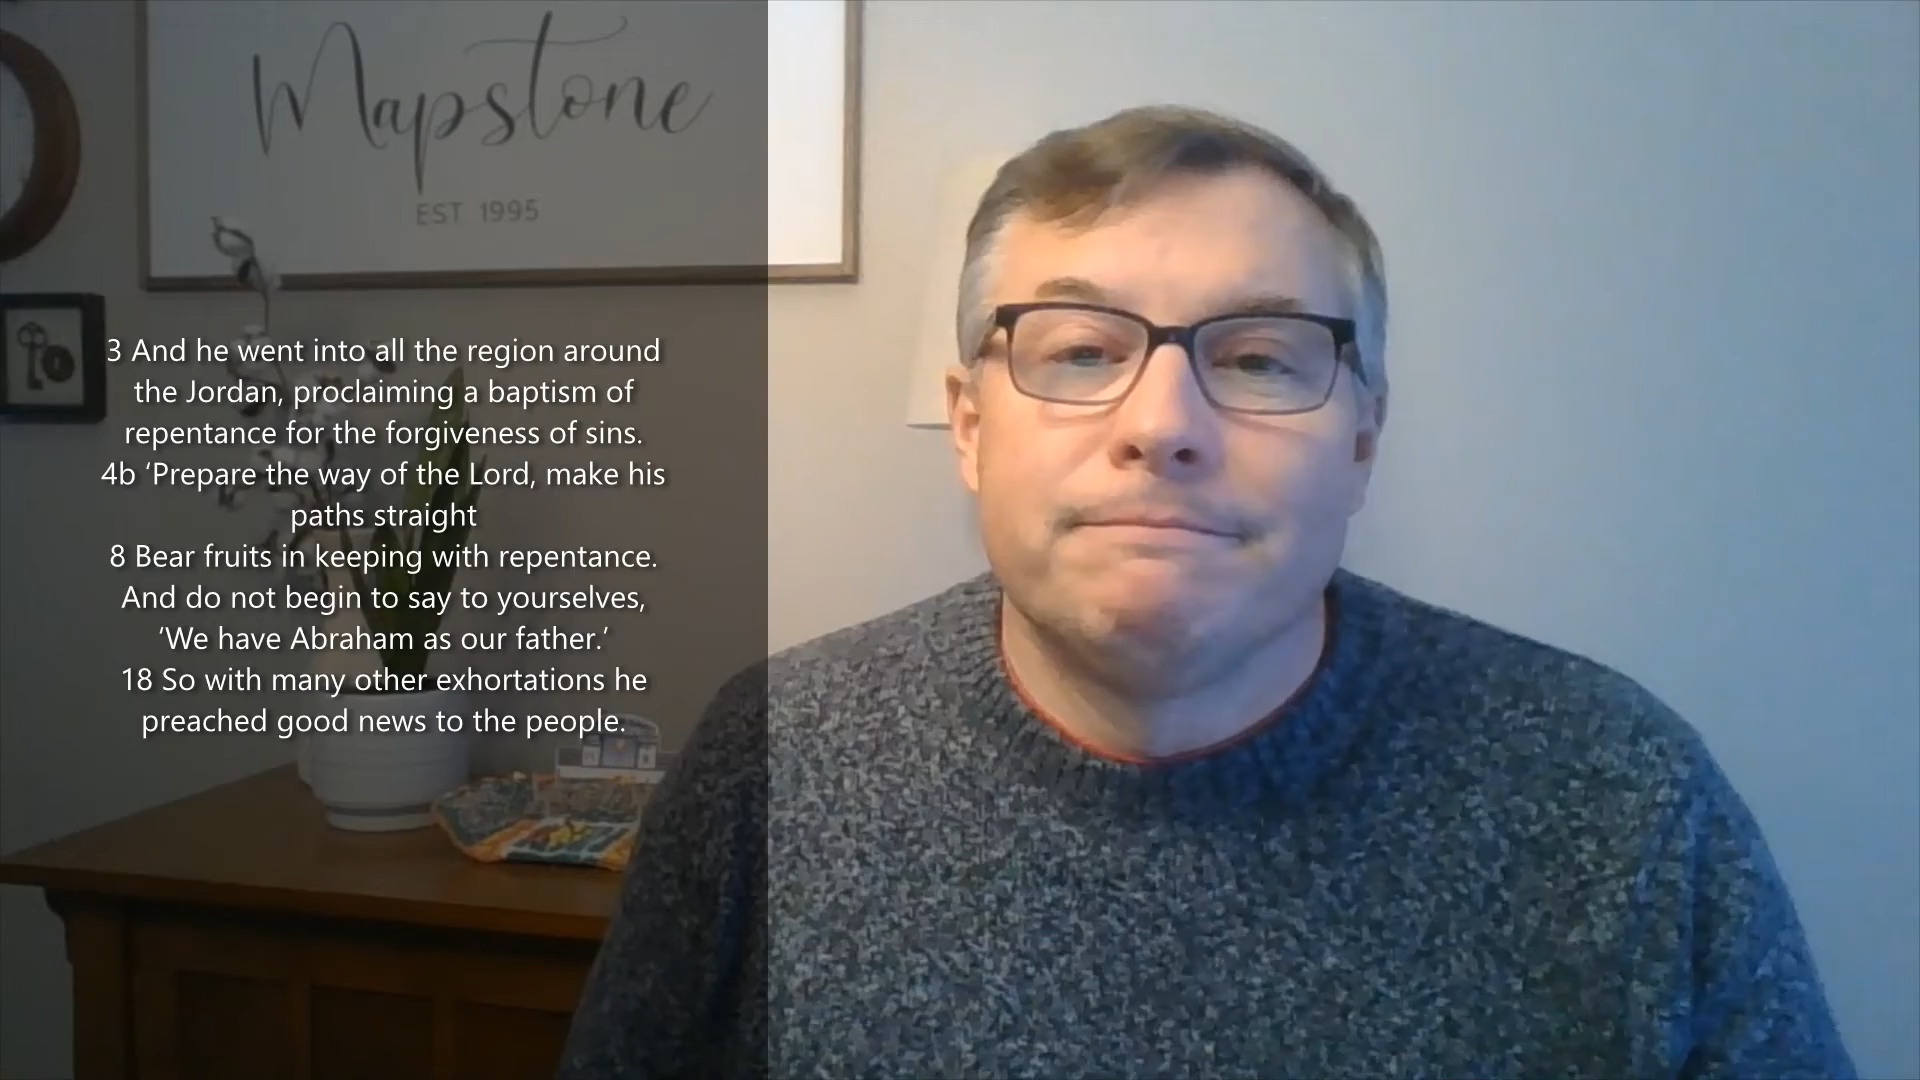 Mapstone
EST 1995
3 And he went into all the region around
the Jordan, proclaiming a baptism of
repentance for the forgiveness of sins.
4b ‘Prepare the way of the Lord, make his
paths straight
8 Bear fruits in keeping with repentance.
And do not begin to say to yourselves,
‘We have Abraham as our father.’
18 So with many other exhortations he
preached good news to the people.